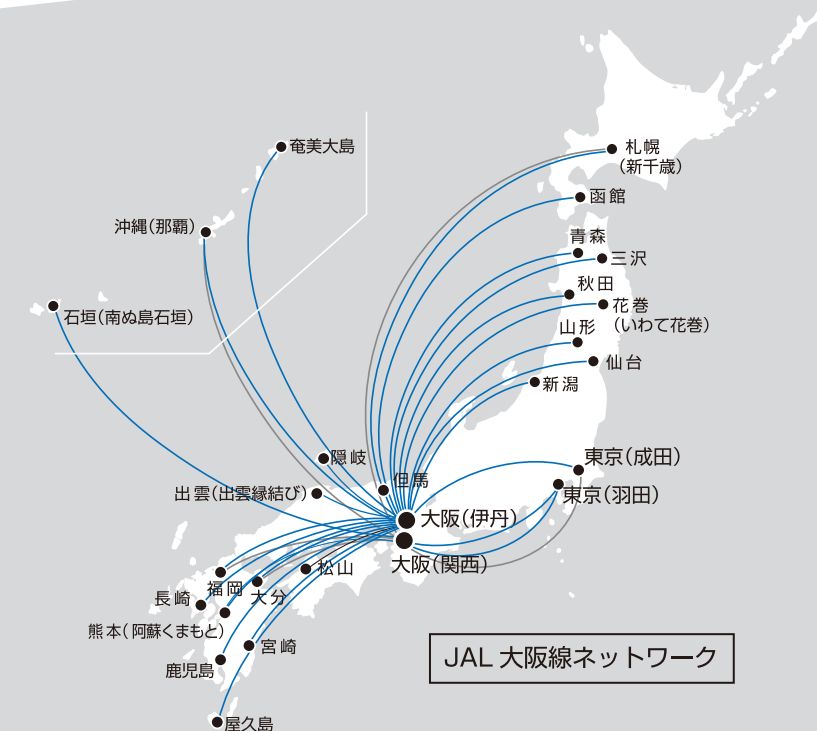 奄美大島
札幌
(新千歳)
函館
沖縄(那覇)
青森
三沢
秋田
石垣(南ぬ島石垣)
花巻
(いわて花巻)
山形
仙台
新潟
隠岐
東京(成田)
但馬
出雲(出雲縁結び)
東京(羽田)
大阪(伊丹)
大阪(関西)
松山
福岡
大分
長崎
熊本(阿蘇くまもと)
宮崎
鹿児島
JAL 大阪線ネットワーク
屋久島